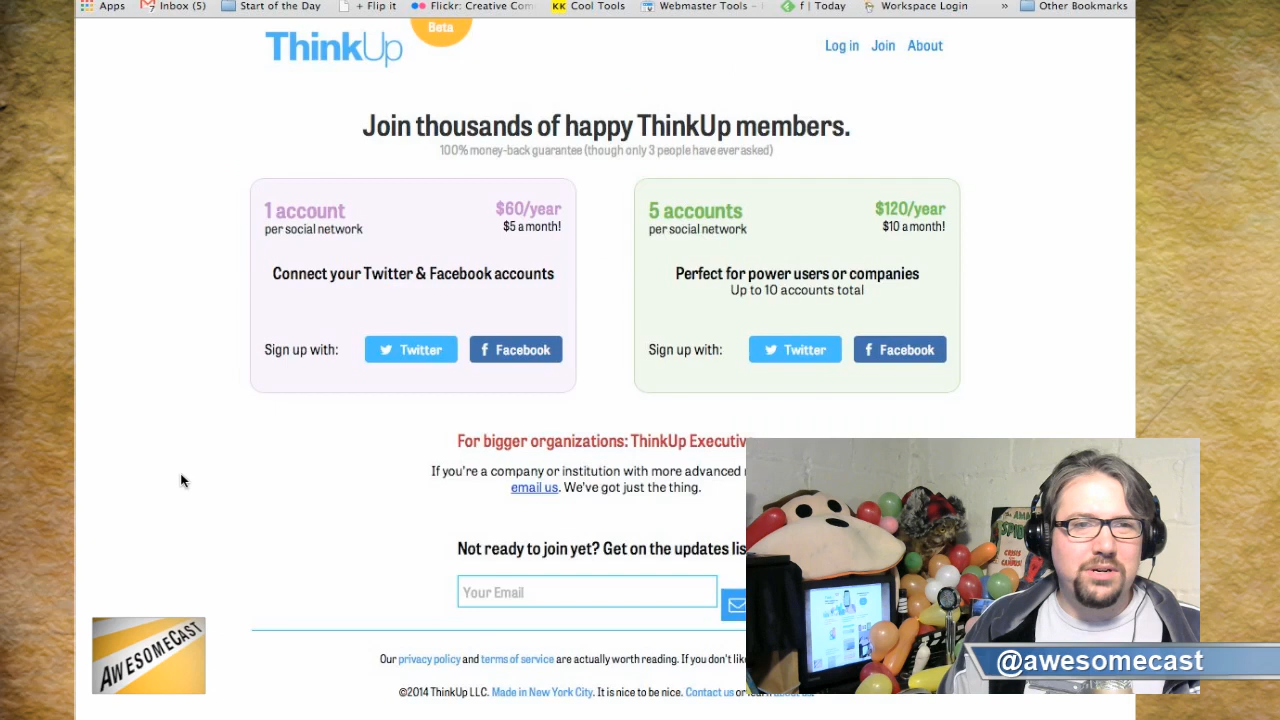 Apps Inbox (5) Start of the Day + Flip it Flickr: Creative Com KK Cool Tools Webmaster Tools – f | Today Workspace Login » Other Bookmarks
Beta
ThinkUp
Log in Join About
Join thousands of happy ThinkUp members.
100% money-back guarantee (though only 3 people have ever asked)
1 account $60/year
per social network $5 a month!
Connect your Twitter & Facebook accounts
Sign up with: Twitter f Facebook
5 accounts $120/year
per social network $10 a month!
Perfect for power users or companies
Up to 10 accounts total
Sign up with: Twitter f Facebook
For bigger organizations: ThinkUp Executiv
If you're a company or institution with more advanced
email us. We've got just the thing.
Not ready to join yet? Get on the updates lis
Your Email
AWESOMECAST
@awesomecast
Our privacy policy and terms of service are actually worth reading. If you don't like
©2014 ThinkUp LLC. Made in New York City. It is nice to be nice. Contact us or